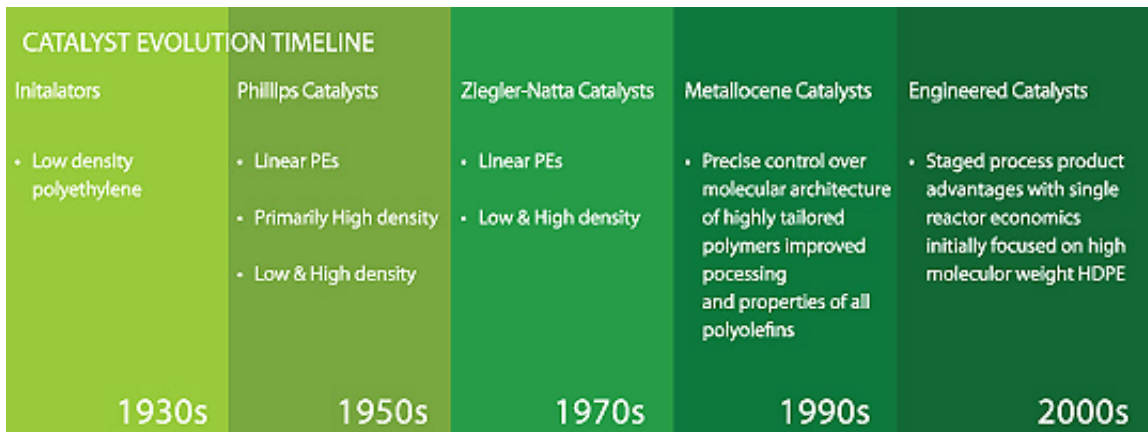 CATALYST EVOLUTION TIMELINE
Initalators
• Low density
polyethylene
1930s
Phillips Catalysts
• Linear PEs
• Primarily High density
• Low & High density
1950s
Ziegler-Natta Catalysts
• Linear PEs
• Low & High density
1970s
Metallocene Catalysts
• Precise control over
molecular architecture
of highly tailored
polymers improved
pocessing
and properties of all
polyolefins
1990s
Engineered Catalysts
• Staged process product
advantages with single
reactor economics
initially focused on high
moleculor weight HDPE
2000s